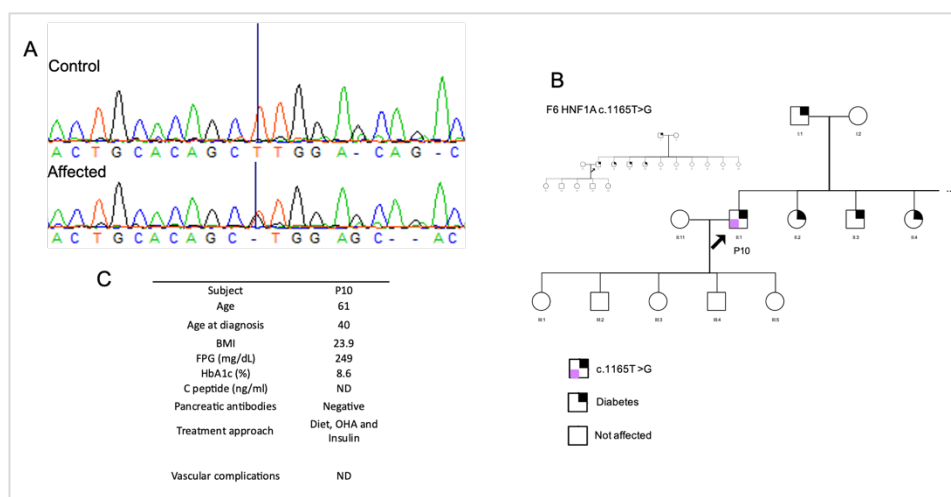 A
Control
A C T G C A C A G C T T G G A - C A G - C
Affected
A C T G C A C A G C - T G G A G C - - A C
B
F6 HNF1A c.1165T>G
I:1 I:2
II:11 II:1 II:2 II:3 II:4
P10
III:1 III:2 III:3 III:4 III:5
c.1165T >G
Diabetes
Not affected
C
Subject P10
Age 61
Age at diagnosis 40
BMI 23.9
FPG (mg/dL) 249
HbA1c (%) 8.6
C peptide (ng/ml) ND
Pancreatic antibodies Negative
Treatment approach Diet, OHA and
Insulin
Vascular complications ND